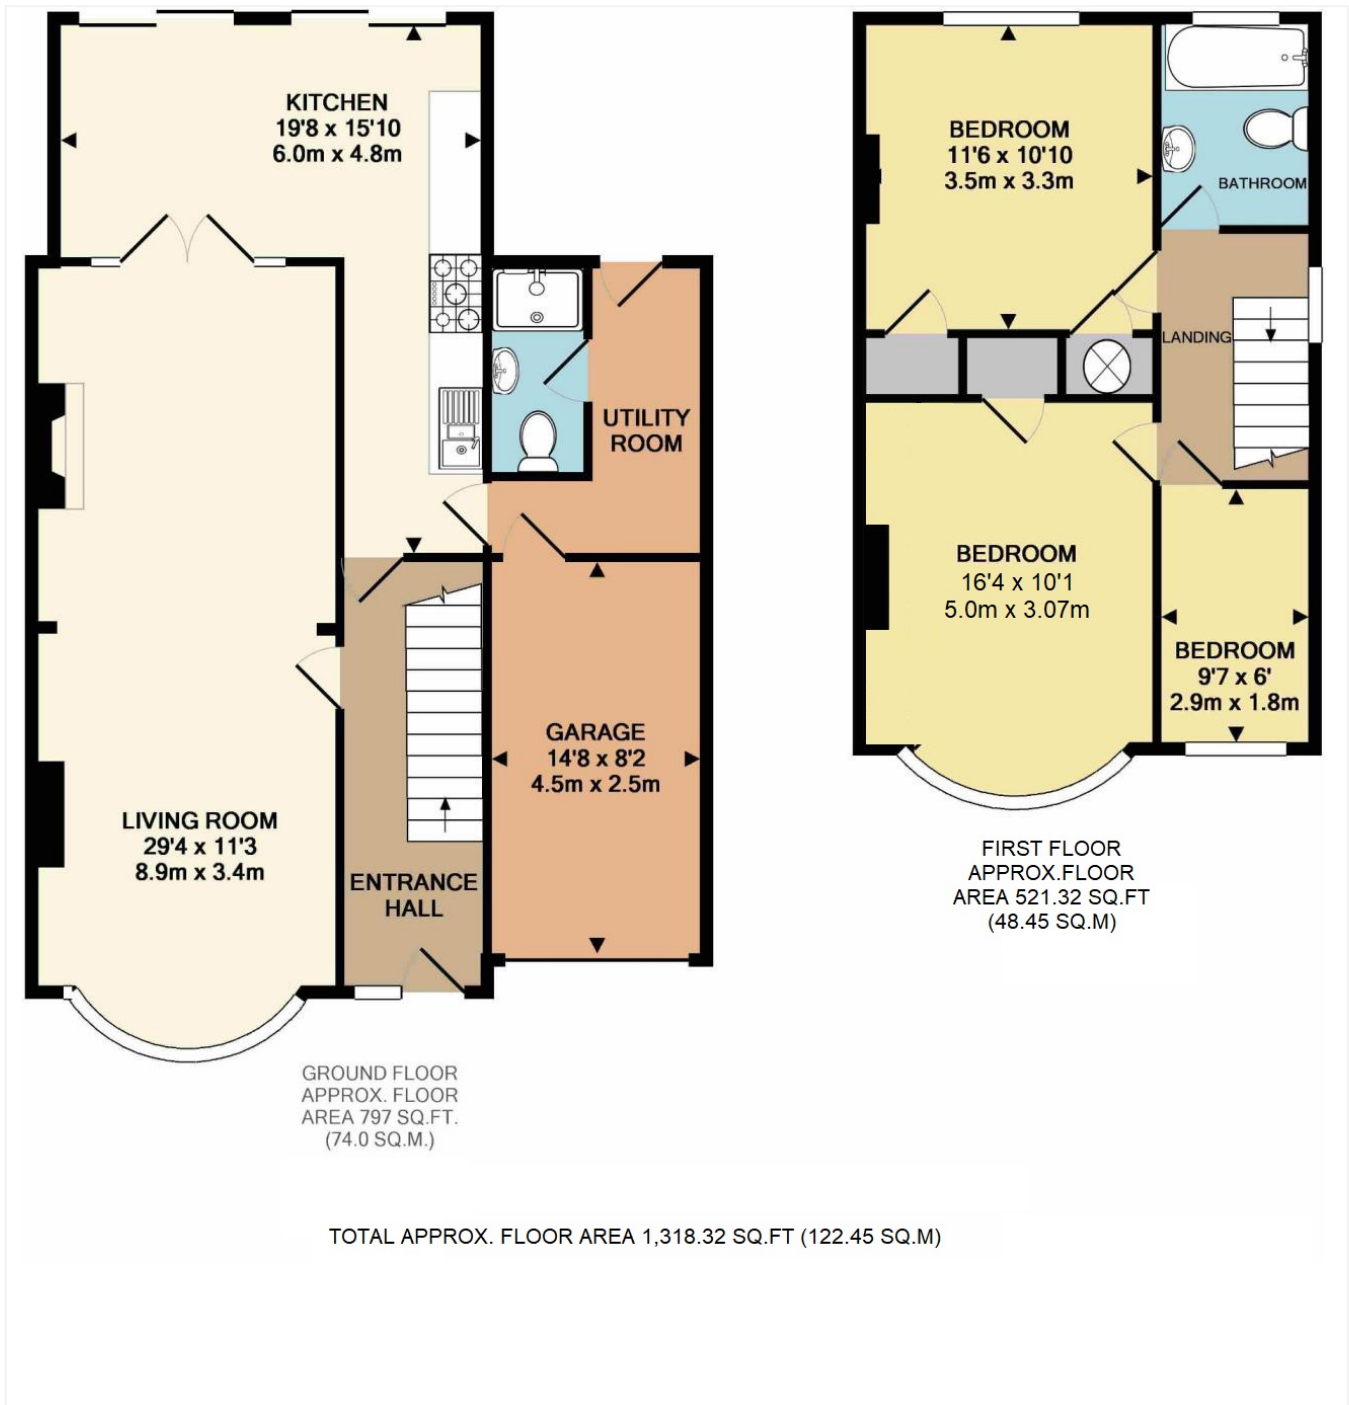 KITCHEN
19'8 x 15'10
6.0m x 4.8m
UTILITY
ROOM
GARAGE
14'8 x 8'2
4.5m x 2.5m
LIVING ROOM
29'4 x 11'3
8.9m x 3.4m
ENTRANCE
HALL
GROUND FLOOR
APPROX. FLOOR
AREA 797 SQ.FT.
(74.0 SQ.M.)
BEDROOM
11'6 x 10'10
3.5m x 3.3m
BATHROOM
LANDING
BEDROOM
16'4 x 10'1
5.0m x 3.07m
BEDROOM
9'7 x 6'
2.9m x 1.8m
FIRST FLOOR
APPROX.FLOOR
AREA 521.32 SQ.FT
(48.45 SQ.M)
TOTAL APPROX. FLOOR AREA 1,318.32 SQ.FT (122.45 SQ.M)